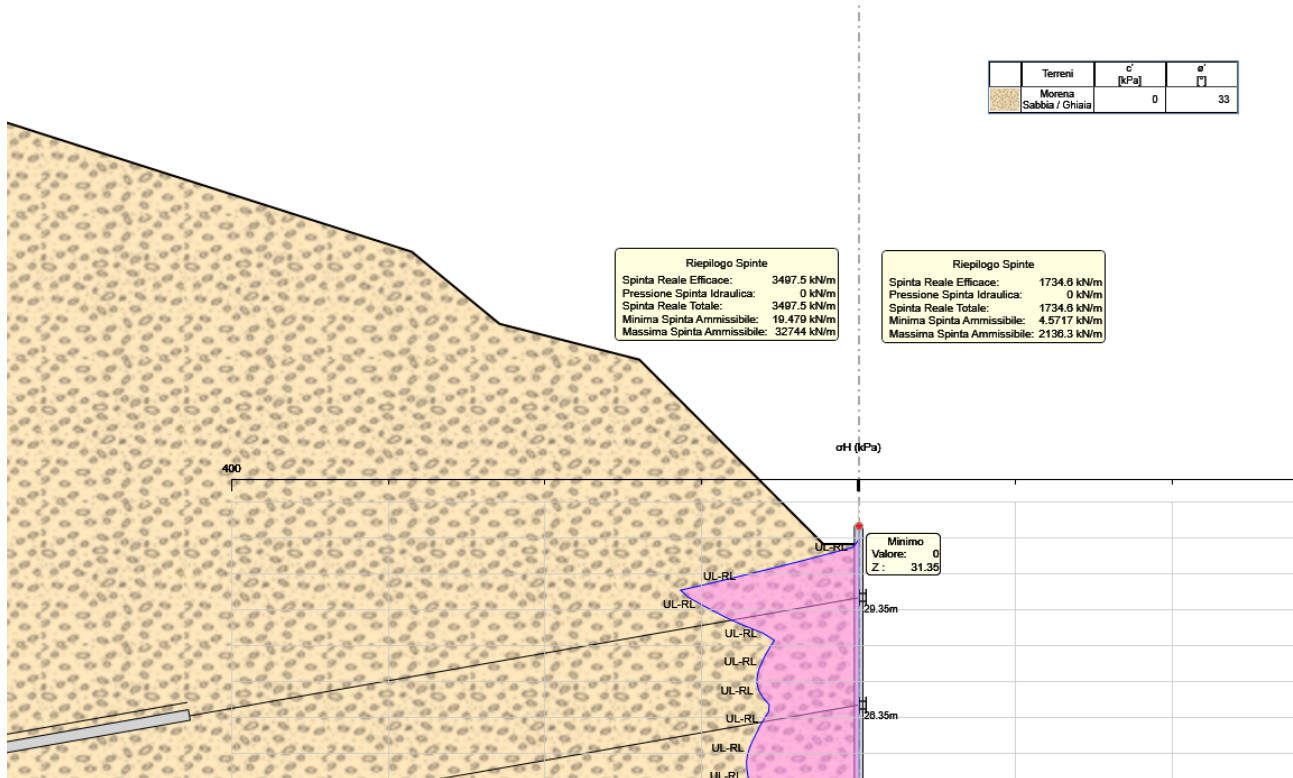 Terreni c' [kPa] ø' [°]
Morena Sabbia / Ghiaia 0 33
Riepilogo Spinte
Spinta Reale Efficace: 3497.5 kN/m
Pressione Spinta Idraulica: 0 kN/m
Spinta Reale Totale: 3497.5 kN/m
Minima Spinta Ammissibile: 19.479 kN/m
Massima Spinta Ammissibile: 32744 kN/m
Riepilogo Spinte
Spinta Reale Efficace: 1734.6 kN/m
Pressione Spinta Idraulica: 0 kN/m
Spinta Reale Totale: 1734.6 kN/m
Minima Spinta Ammissibile: 4.5717 kN/m
Massima Spinta Ammissibile: 2136.3 kN/m
σH (kPa)
400
Minimo
Valore: 0
Z : 31.35
UL-RL
UL-RL
UL-RL
29.35m
UL-RL
UL-RL
UL-RL
26.35m
UL-RL
UL-RL
UL-RL